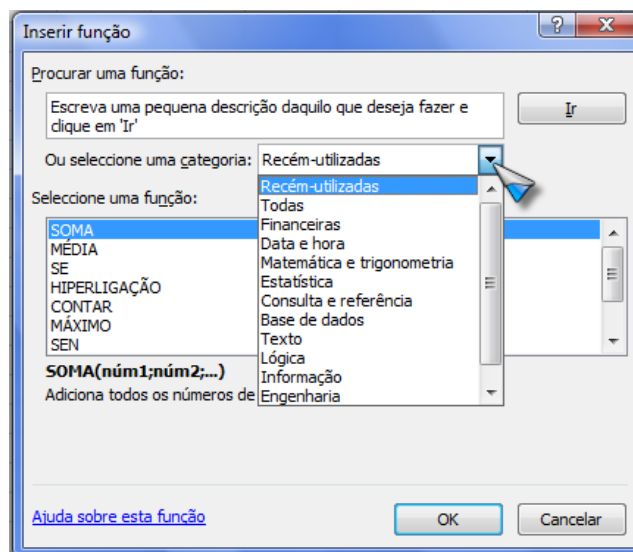 Inserir função
Procurar uma função:
Escreva uma pequena descrição daquilo que deseja fazer e
clique em 'Ir'
Ir
Ou seleccione uma categoria:
Recém-utilizadas
Recém-utilizadas
Todas
Financeiras
Data e hora
Matemática e trigonometria
Estatística
Consulta e referência
Base de dados
Texto
Lógica
Informação
Engenharia
Seleccione uma função:
SOMA
MÉDIA
SE
HIPERLIGAÇÃO
CONTAR
MÁXIMO
SEN
SOMA(núm1;núm2;...)
Adiciona todos os números de
Ajuda sobre esta função
OK
Cancelar